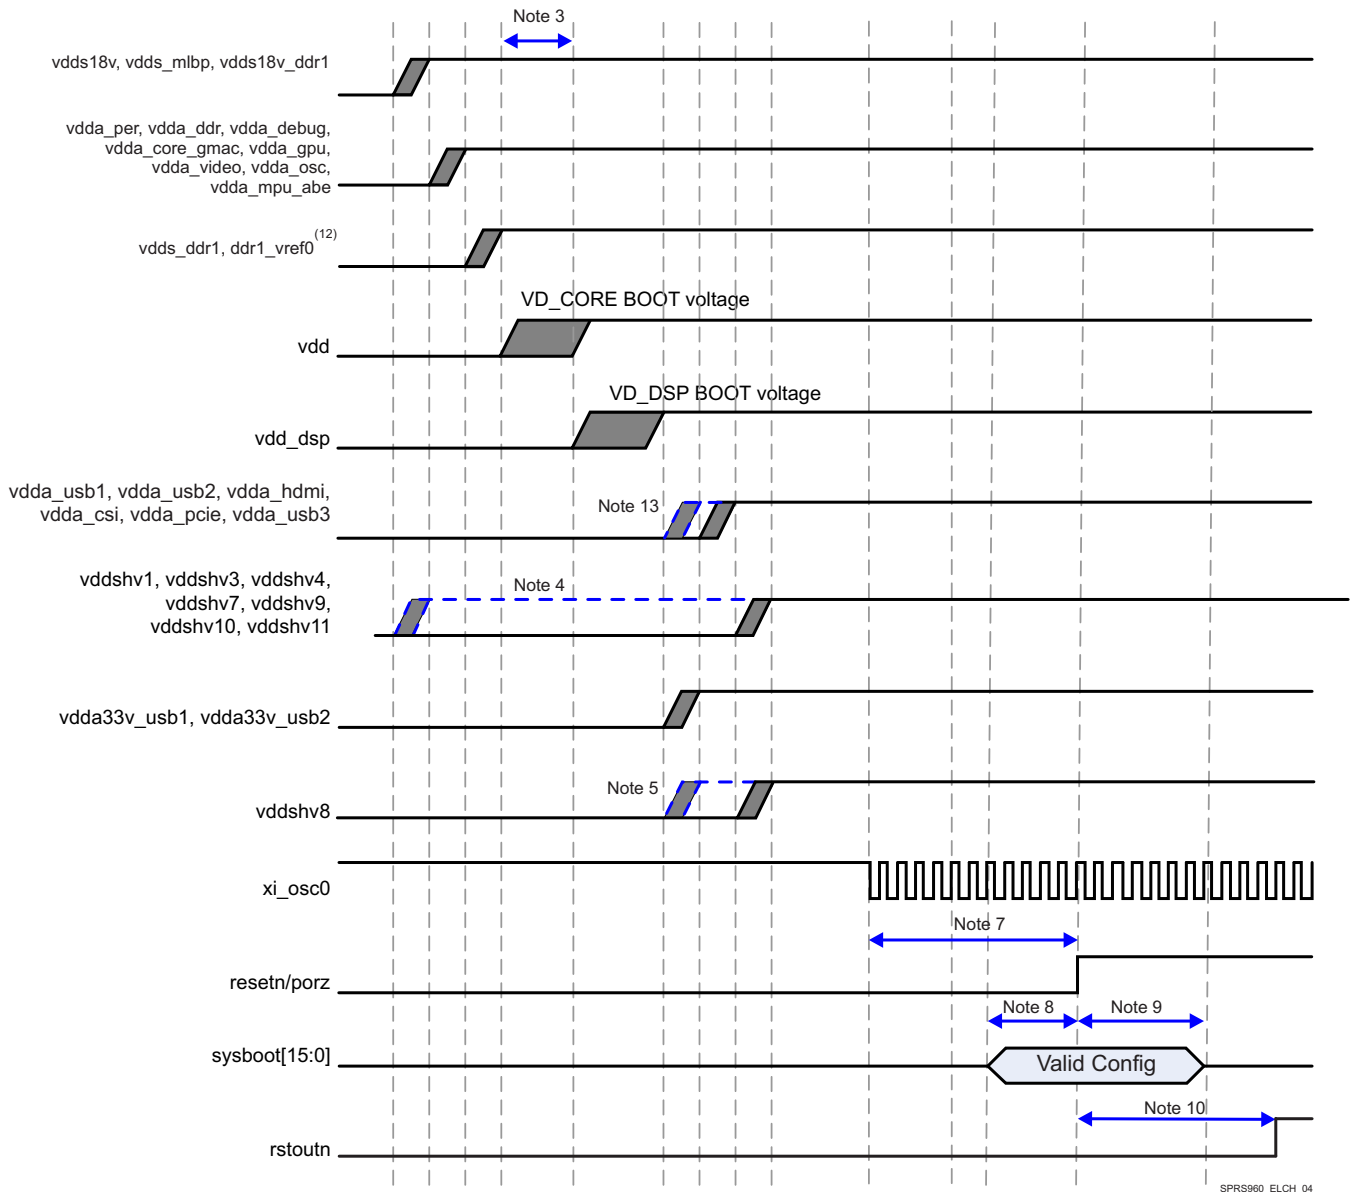 Note 3
vdds18v, vdds_mlbp, vdds18v_ddr1
vdda_per, vdda_ddr, vdda_debug,
vdda_core_gmac, vdda_gpu,
vdda_video, vdda_osc,
vdda_mpu_abe
vdds_ddr1, ddr1_vref0(12)
VD_CORE BOOT voltage
vdd
VD_DSP BOOT voltage
vdd_dsp
vdda_usb1, vdda_usb2, vdda_hdmi,
vdda_csi, vdda_pcie, vdda_usb3
Note 13
vddshv1, vddshv3, vddshv4,
vddshv7, vddshv9,
vddshv10, vddshv11
Note 4
vdda33v_usb1, vdda33v_usb2
Note 5
vddshv8
xi_osc0
Note 7
resetn/porz
Note 8
Note 9
sysboot[15:0]
Valid Config
Note 10
rstoutn
SPRS960_ELCH_04